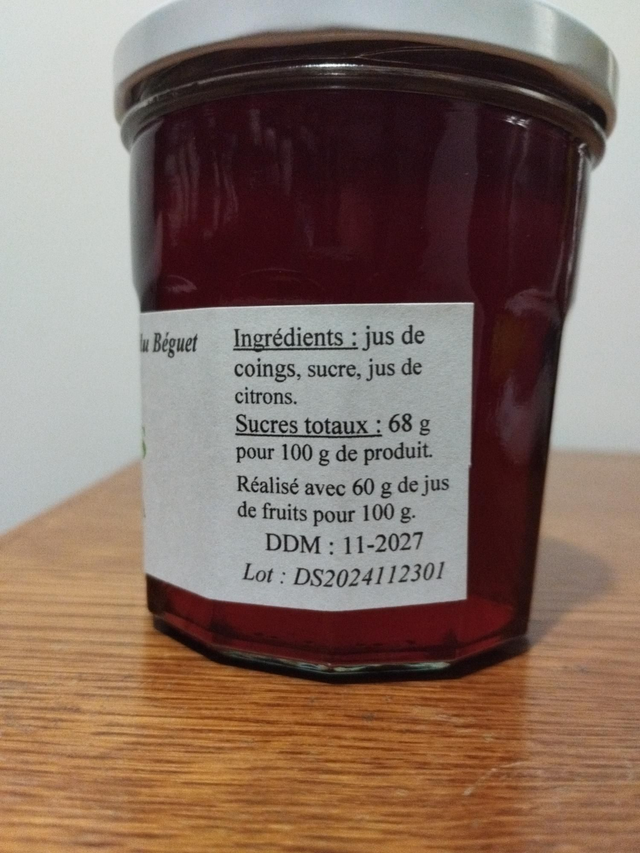 du Béguet
Ingrédients : jus de
coings, sucre, jus de
citrons.
Sucres totaux : 68 g
pour 100 g de produit.
Réalisé avec 60 g de jus
de fruits pour 100 g.
DDM : 11-2027
Lot : DS2024112301